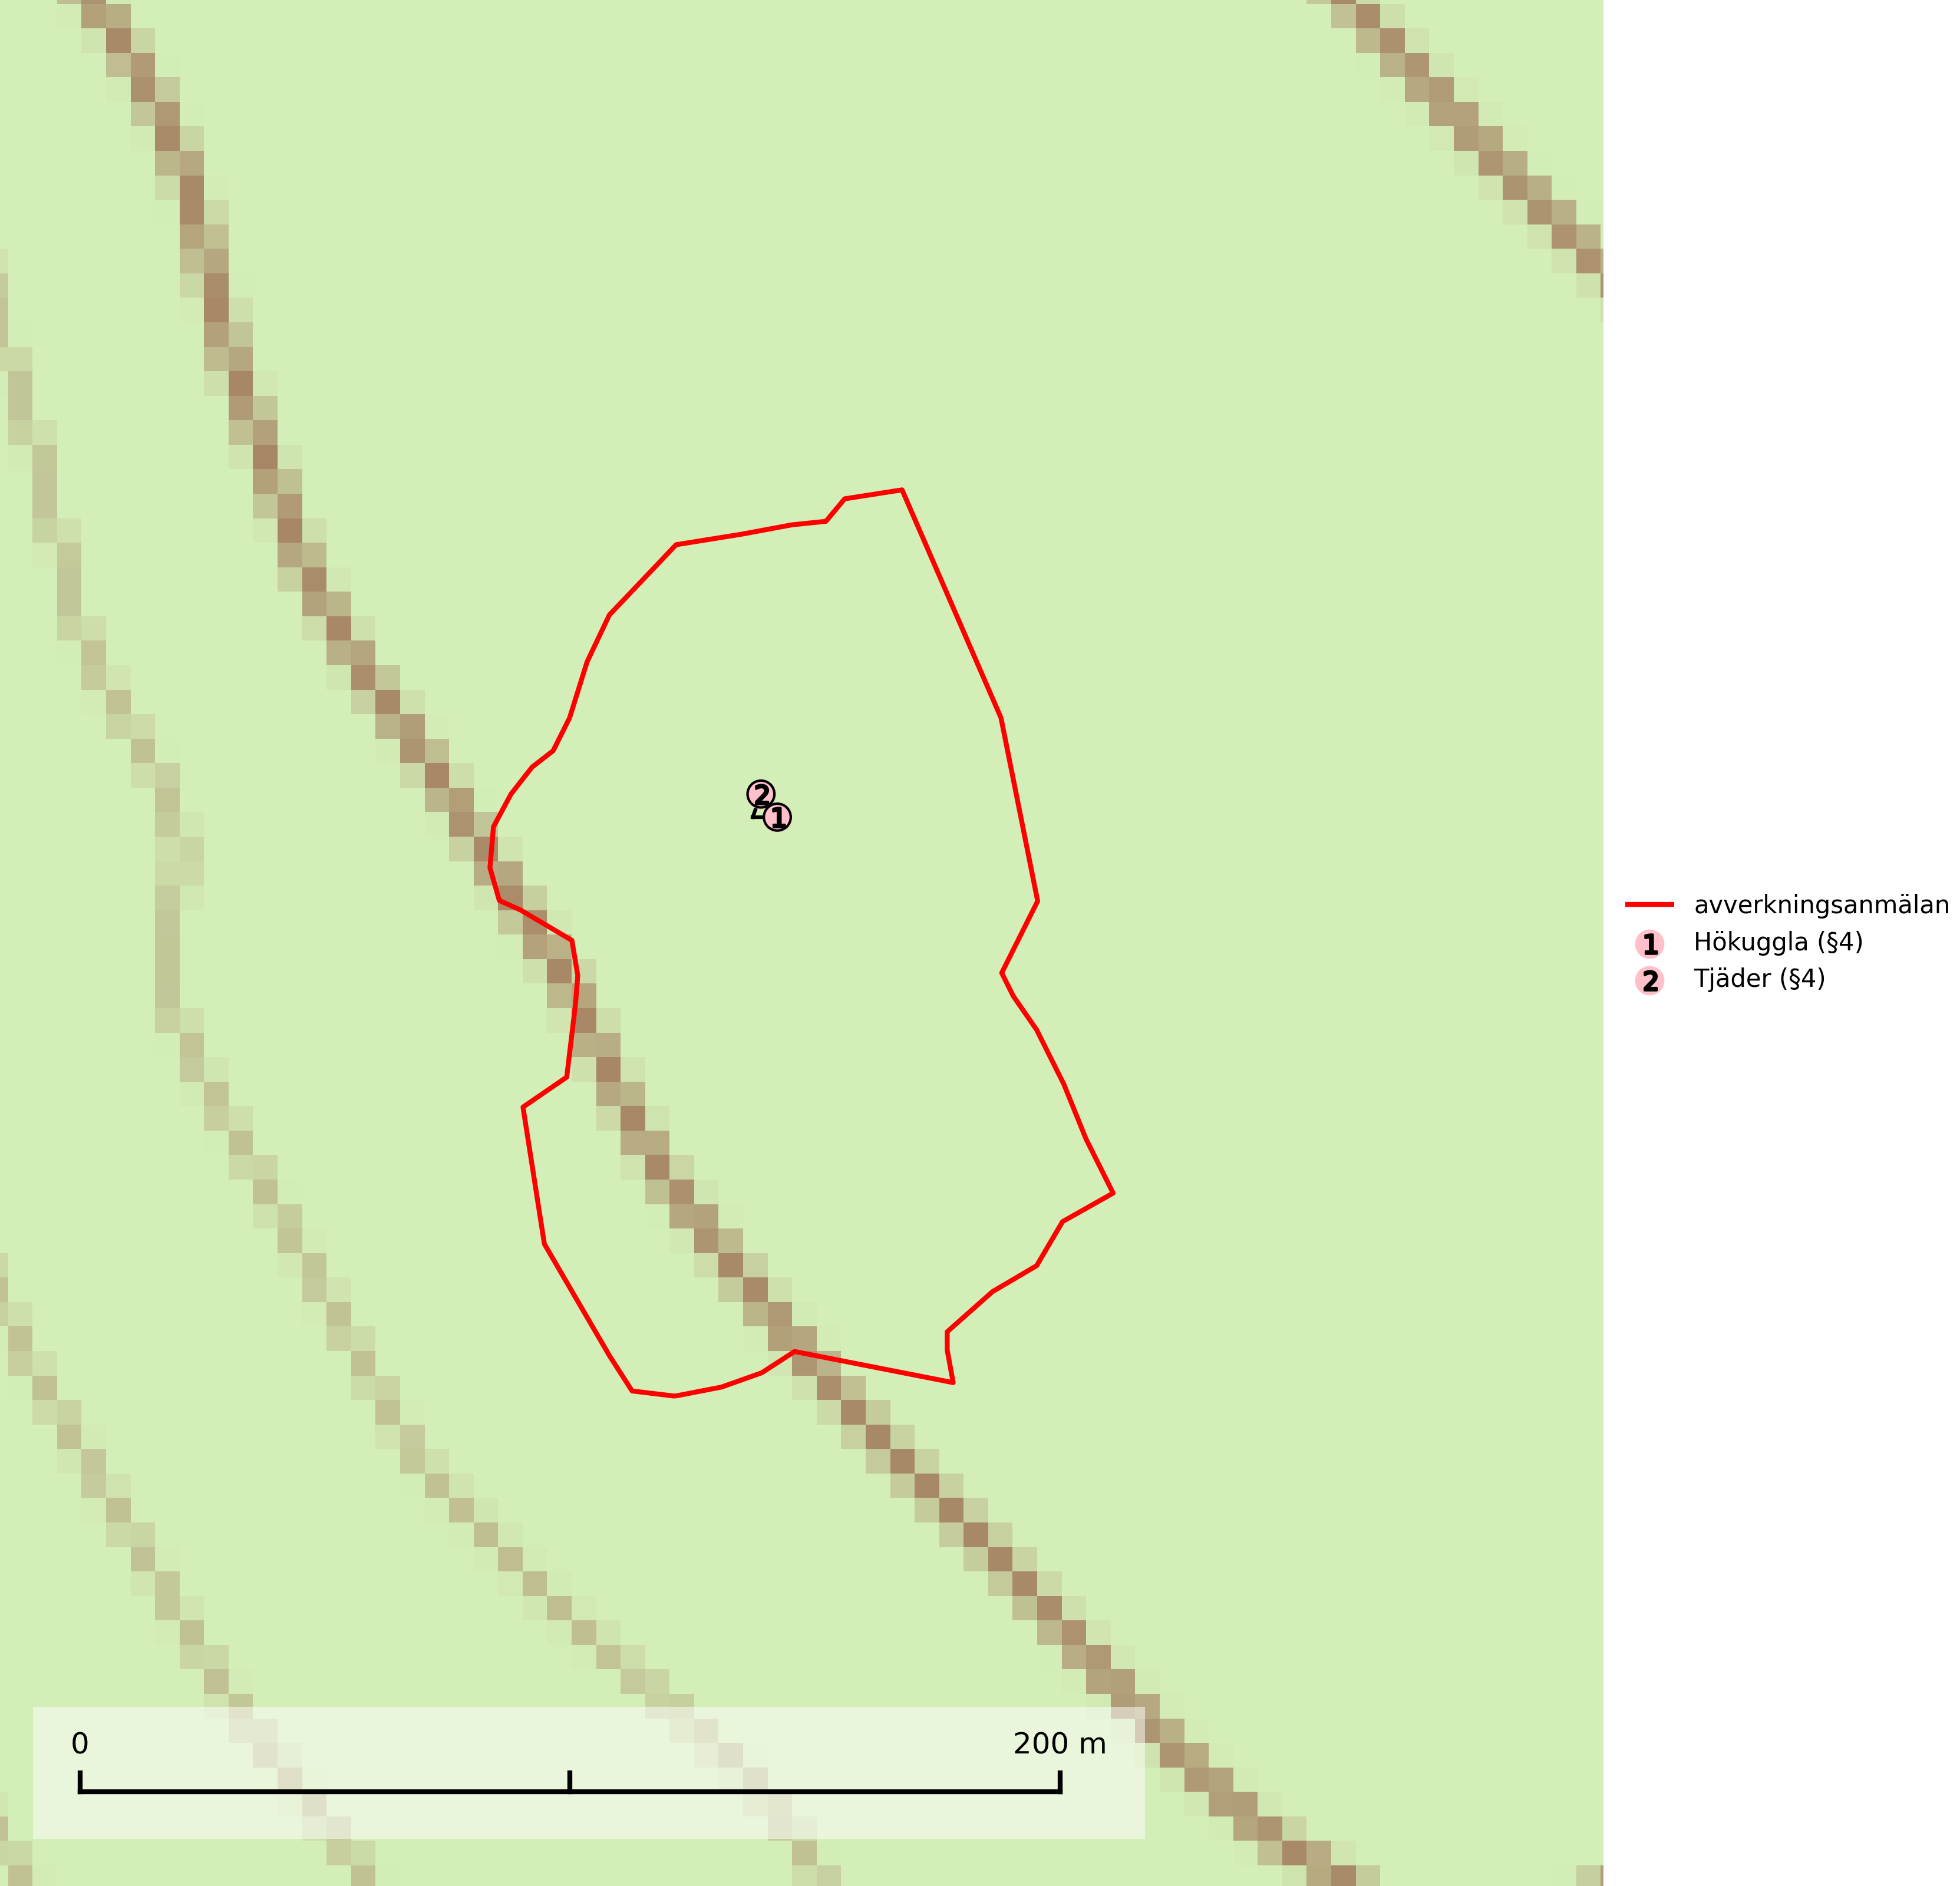 2
1
avverkningsanmälan
1 Hökuggla (§4)
2 Tjäder (§4)
0 200 m